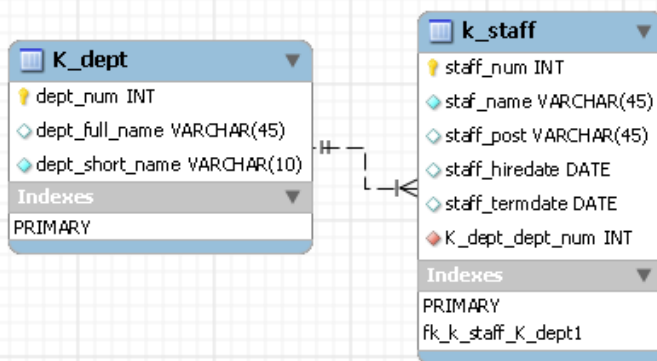 K_dept
dept_num INT
dept_full_name VARCHAR(45)
dept_short_name VARCHAR(10)
Indexes
PRIMARY
k_staff
staff_num INT
staf_name VARCHAR(45)
staff_post VARCHAR(45)
staff_hiredate DATE
staff_termdate DATE
K_dept_dept_num INT
Indexes
PRIMARY
fk_k_staff_K_dept1